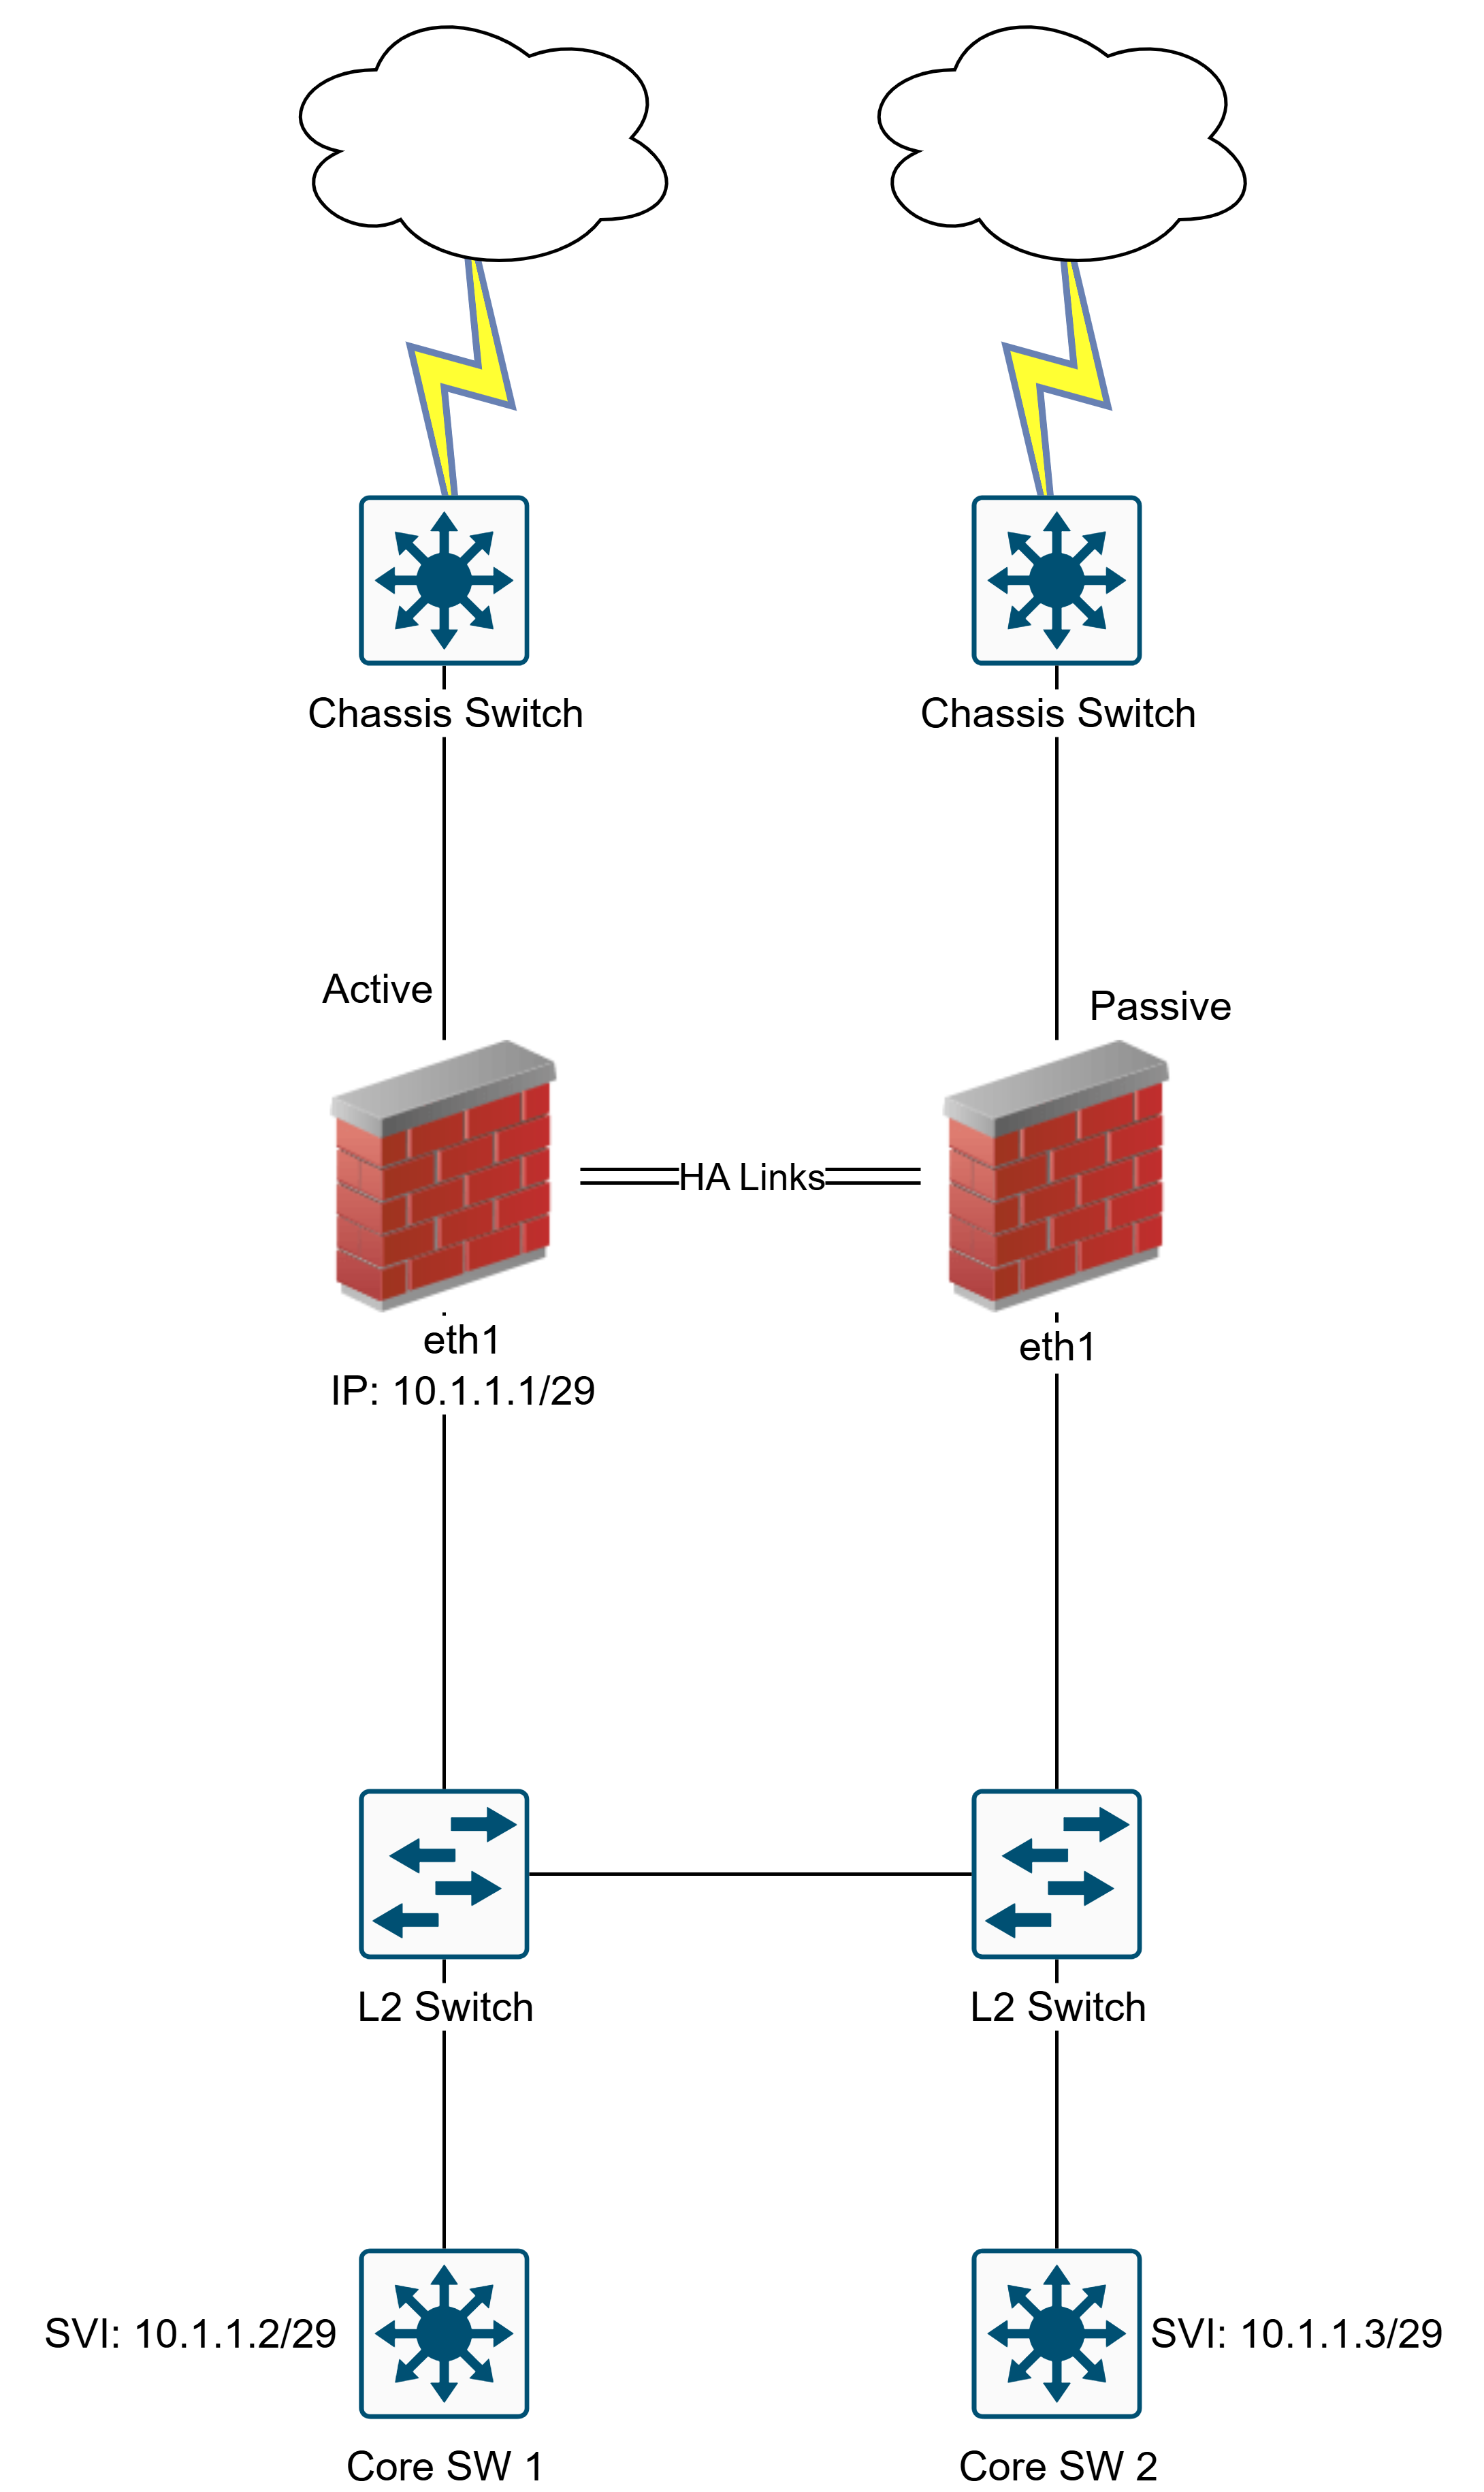 Chassis Switch
Chassis Switch
Active
Passive
HA Links
eth1
IP: 10.1.1.1/29
eth1
L2 Switch
L2 Switch
SVI: 10.1.1.2/29
SVI: 10.1.1.3/29
Core SW 1
Core SW 2